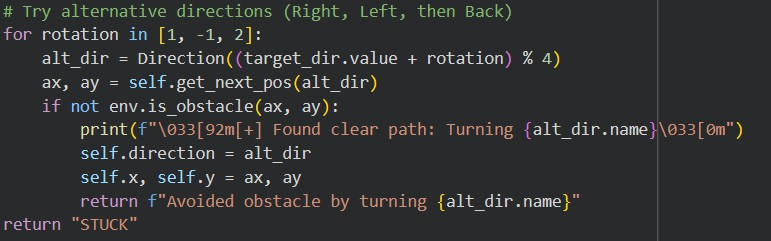 # Try alternative directions (Right, Left, then Back)
for rotation in [1, -1, 2]:
    alt_dir = Direction((target_dir.value + rotation) % 4)
    ax, ay = self.get_next_pos(alt_dir)
    if not env.is_obstacle(ax, ay):
        print(f"\033[92m[+] Found clear path: Turning {alt_dir.name}\033[0m")
        self.direction = alt_dir
        self.x, self.y = ax, ay
        return f"Avoided obstacle by turning {alt_dir.name}"
return "STUCK"